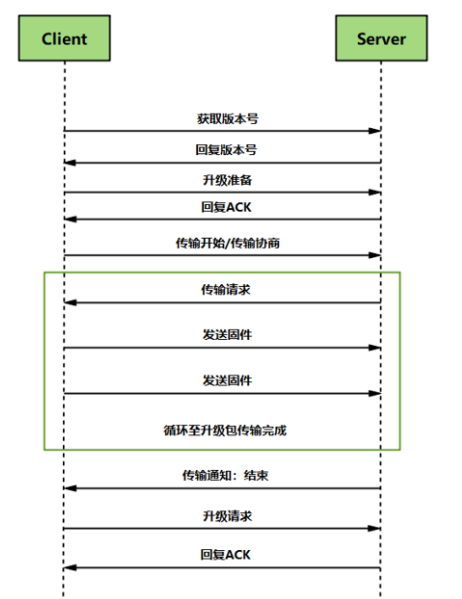 Client
Server
获取版本号
回复版本号
升级准备
回复ACK
传输开始/传输协商
传输请求
发送固件
发送固件
循环至升级包传输完成
传输通知：结束
升级请求
回复ACK